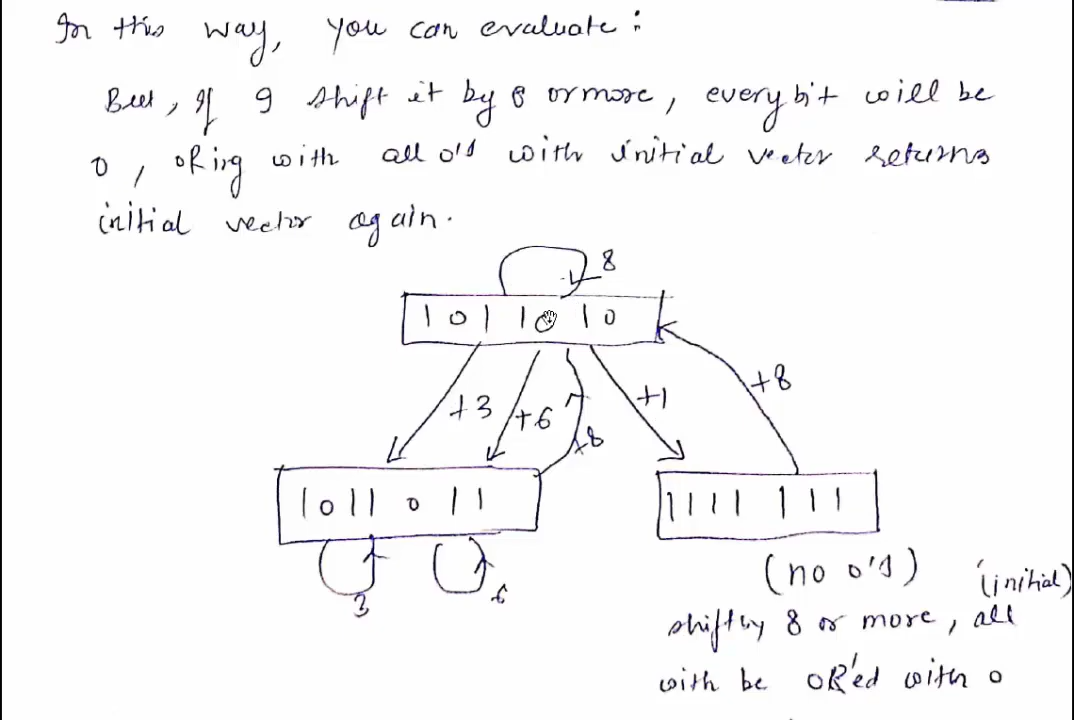 In this way, you can evaluate :
But, if I shift it by 8 or more, every bit will be
0, ORing with all 0's with initial vector returns
initial vector again.
8
1 0 1 1 0 1 0
+3 +6 +8 +1 +8
1 0 1 1 0 1 1
1 1 1 1 1 1 1
3 6
(no 0's) (initial)
shift by 8 or more, all
with be OR'ed with 0